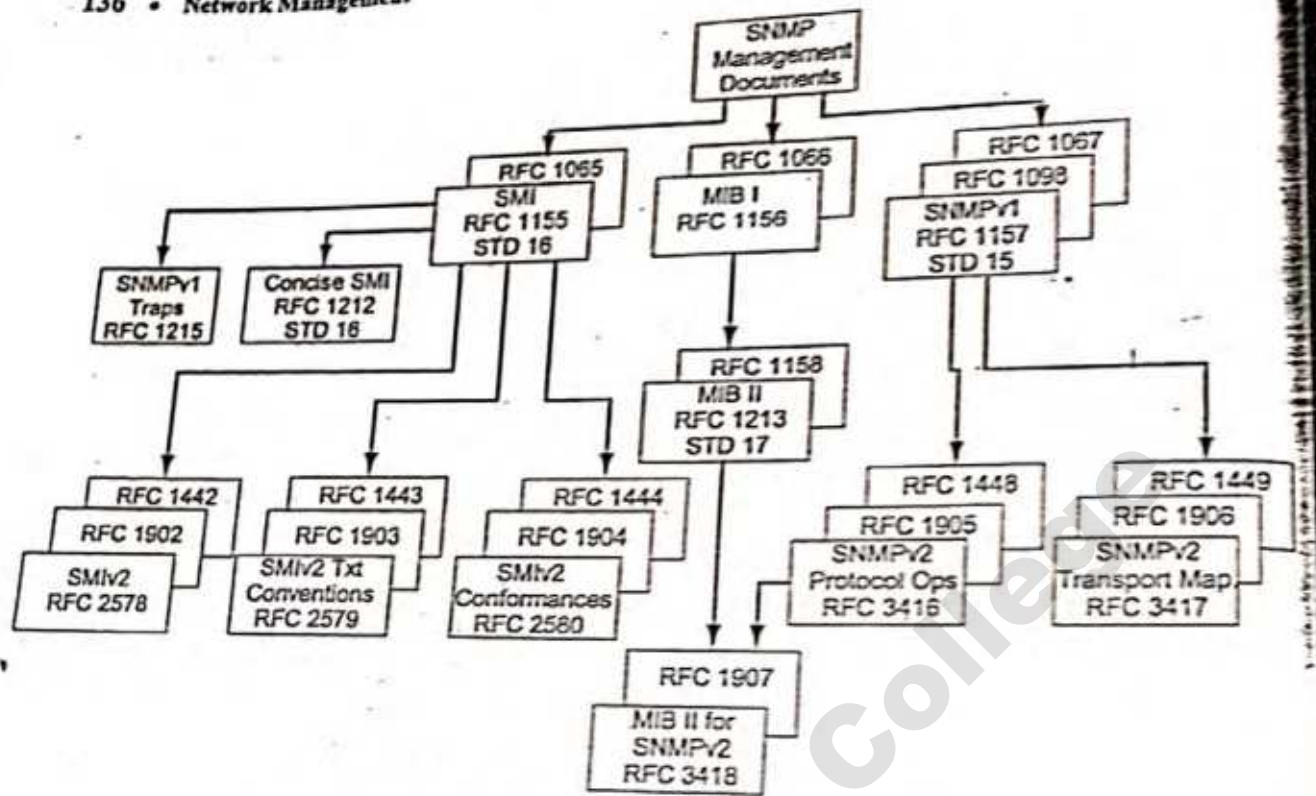 136 • Network Management
SNMP
Management
Documents
RFC 1065
SMI
RFC 1155
STD 16
RFC 1066
MIB I
RFC 1156
RFC 1067
RFC 1098
SNMPv1
RFC 1157
STD 15
SNMPv1
Traps
RFC 1215
Concise SMI
RFC 1212
STD 16
RFC 1158
MIB II
RFC 1213
STD 17
RFC 1442
RFC 1902
SMIv2
RFC 2578
RFC 1443
RFC 1903
SMIv2 Txt
Conventions
RFC 2579
RFC 1444
RFC 1904
SMIv2
Conformances
RFC 2580
RFC 1448
RFC 1905
SNMPv2
Protocol Ops
RFC 3416
RFC 1449
RFC 1906
SNMPv2
Transport Map.
RFC 3417
RFC 1907
MIB II for
SNMPv2
RFC 3418
College